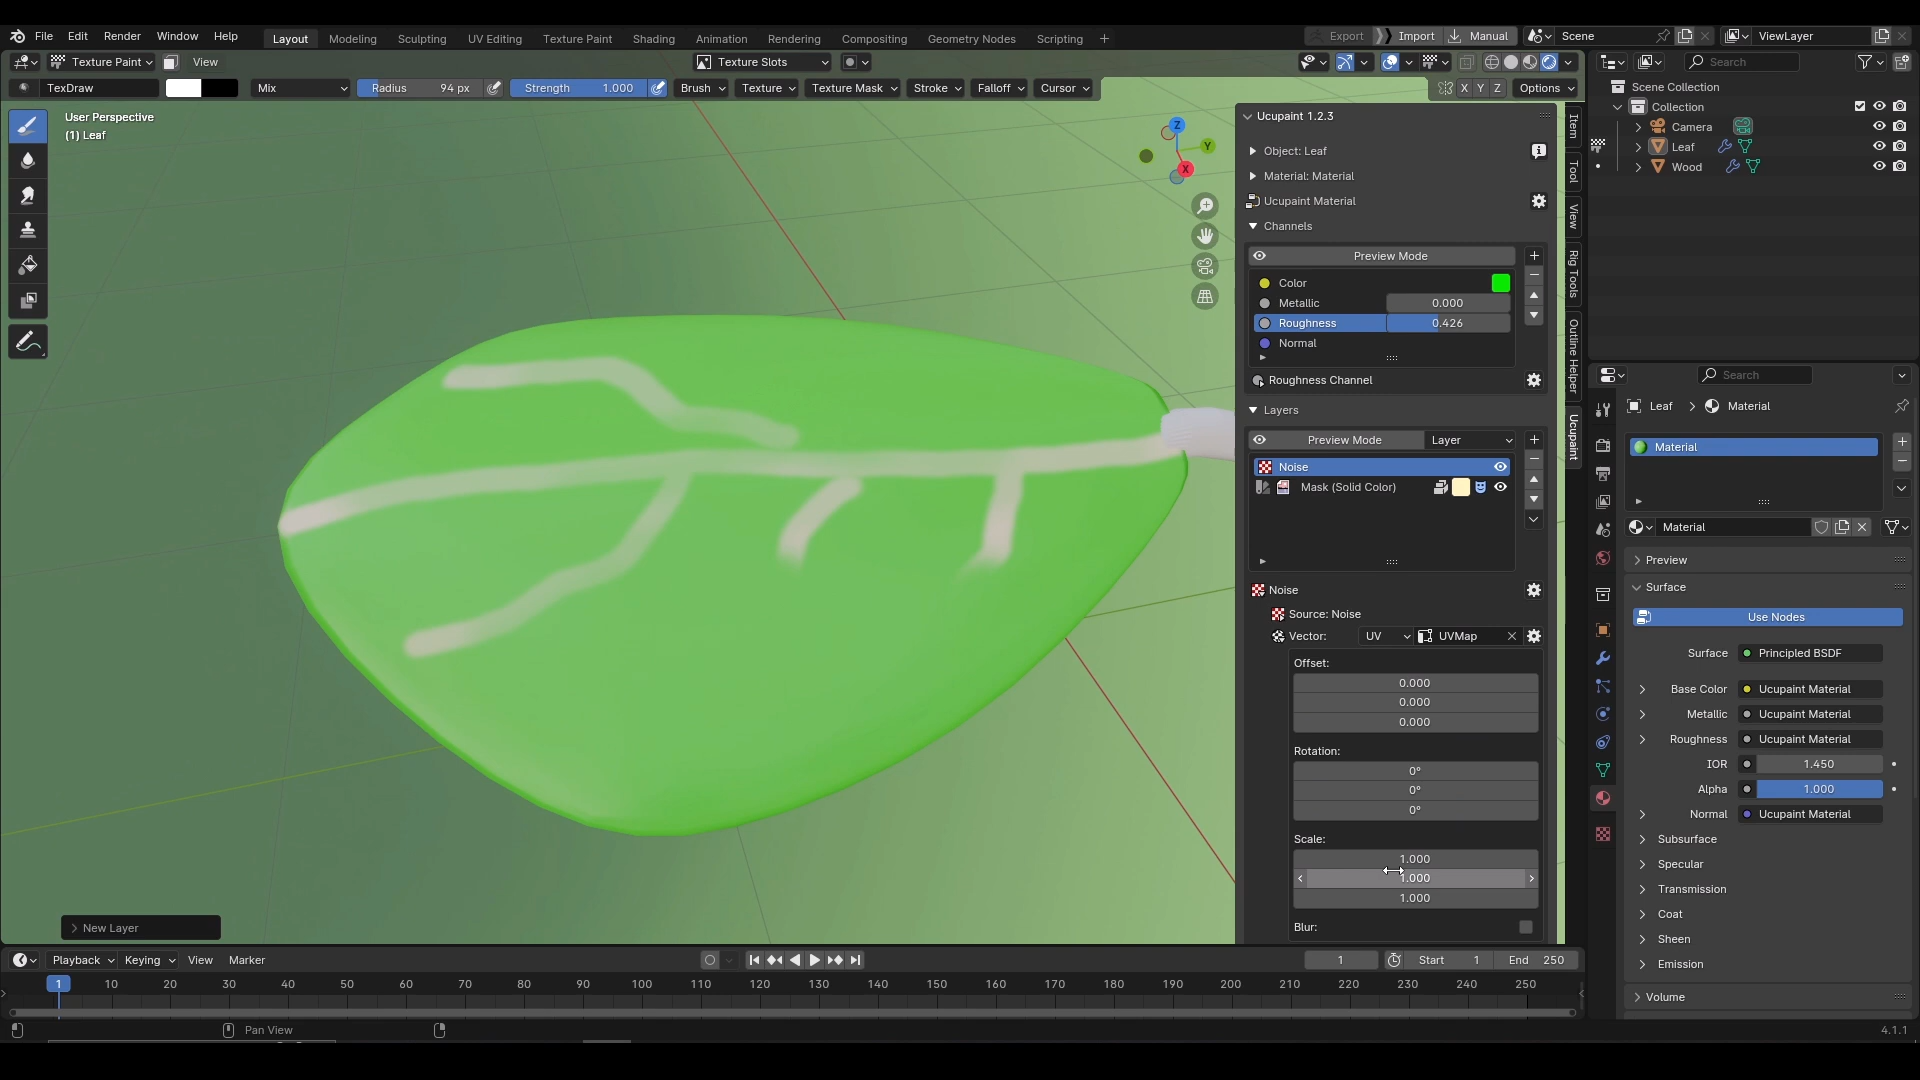 File Edit Render Window Help Layout Modeling Sculpting UV Editing Texture Paint Shading Animation Rendering Compositing Geometry Nodes Scripting + Export Import Manual Scene ViewLayer
Texture Paint View Texture Slots Search
TexDraw Mix Radius 94 px Strength 1.000 Brush Texture Texture Mask Stroke Falloff Cursor X Y Z Options
User Perspective
(1) Leaf
Z
Y
X
Ucupaint 1.2.3
Object: Leaf
Material: Material
Ucupaint Material
Channels
Preview Mode
Color
Metallic 0.000
Roughness 0.426
Normal
Roughness Channel
Layers
Preview Mode Layer
Noise
Mask (Solid Color)
Noise
Source: Noise
Vector: UV UVMap
Offset:
0.000
0.000
0.000
Rotation:
0°
0°
0°
Scale:
1.000
1.000
1.000
Blur:
Item
Tool
View
Rig Tools
Outline Helper
Ucupaint
Scene Collection
Collection
Camera
Leaf
Wood
Search
Leaf > Material
Material
Material
Preview
Surface
Use Nodes
Surface Principled BSDF
Base Color Ucupaint Material
Metallic Ucupaint Material
Roughness Ucupaint Material
IOR 1.450
Alpha 1.000
Normal Ucupaint Material
Subsurface
Specular
Transmission
Coat
Sheen
Emission
Volume
New Layer
Playback Keying View Marker 1 Start 1 End 250
1 10 20 30 40 50 60 70 80 90 100 110 120 130 140 150 160 170 180 190 200 210 220 230 240 250
Pan View 4.1.1